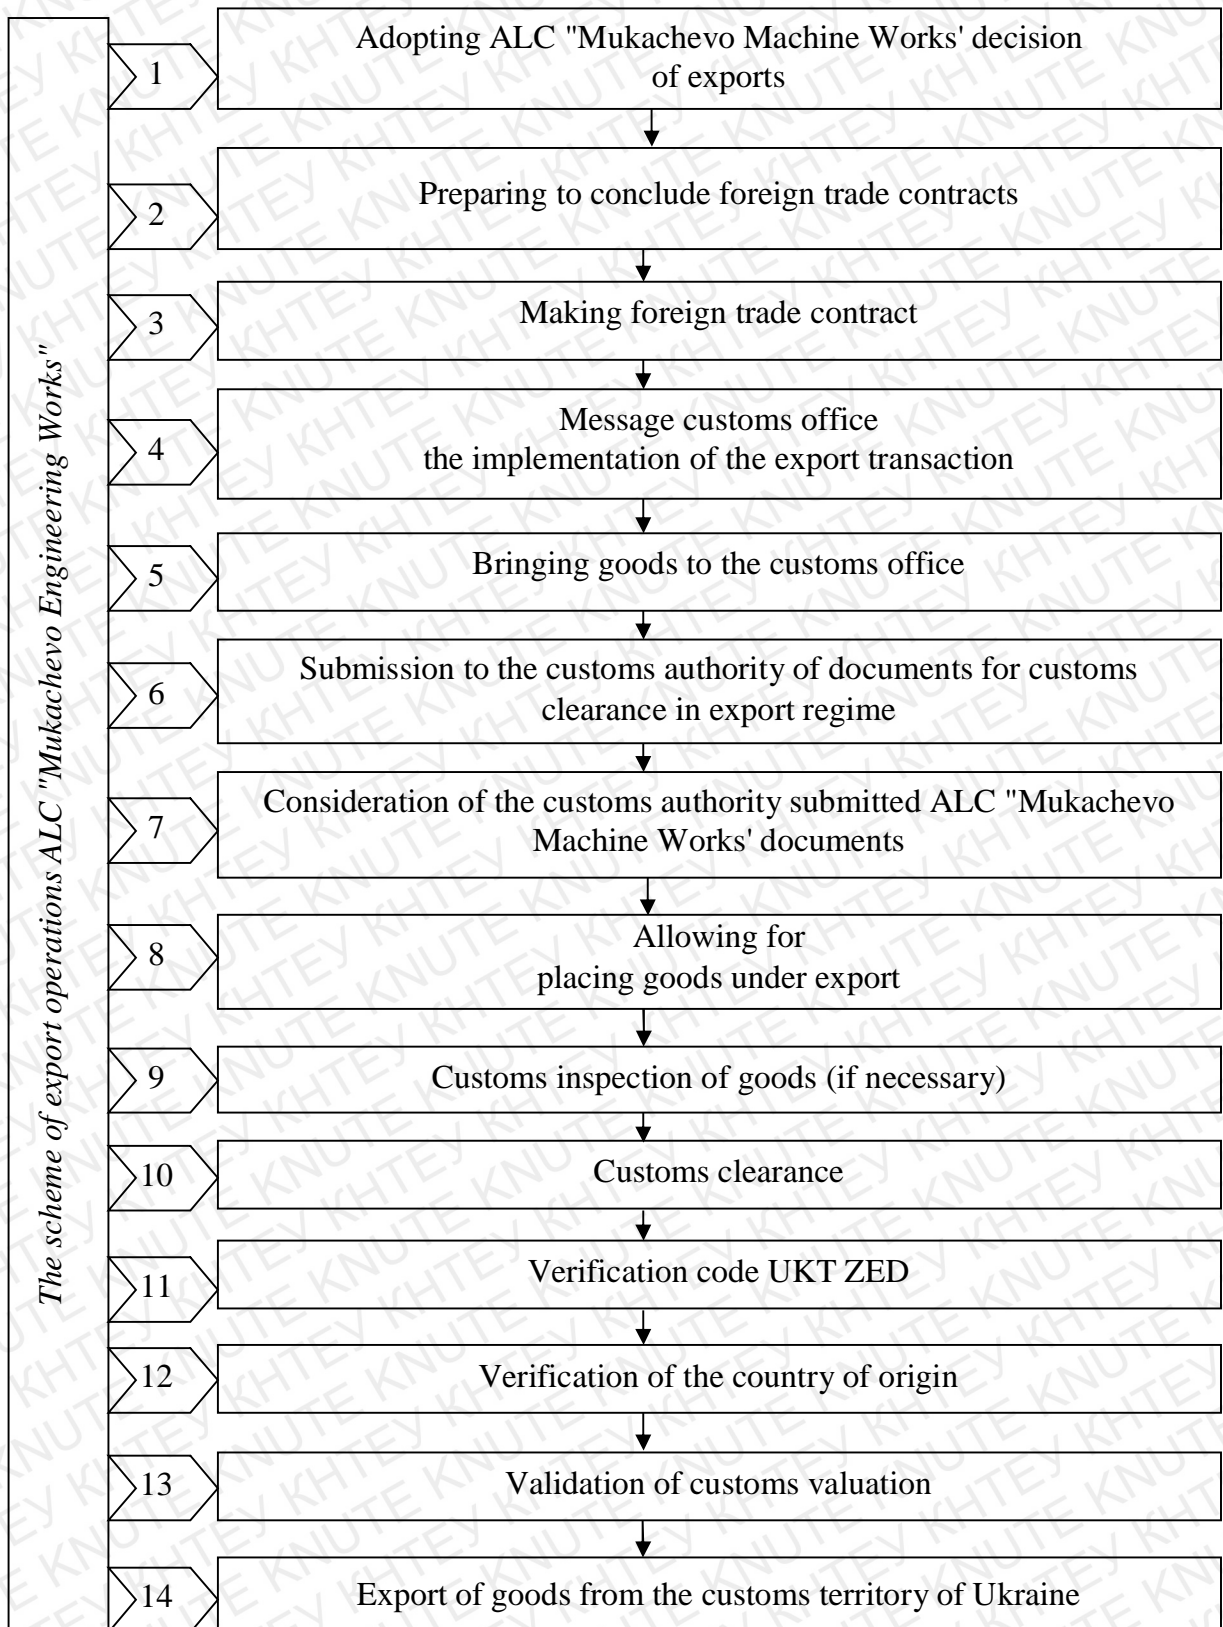 The scheme of export operations ALC "Mukachevo Engineering Works"
1
Adopting ALC "Mukachevo Machine Works' decision
of exports
2
Preparing to conclude foreign trade contracts
3
Making foreign trade contract
4
Message customs office
the implementation of the export transaction
5
Bringing goods to the customs office
6
Submission to the customs authority of documents for customs
clearance in export regime
7
Consideration of the customs authority submitted ALC "Mukachevo
Machine Works' documents
8
Allowing for
placing goods under export
9
Customs inspection of goods (if necessary)
10
Customs clearance
11
Verification code UKT ZED
12
Verification of the country of origin
13
Validation of customs valuation
14
Export of goods from the customs territory of Ukraine